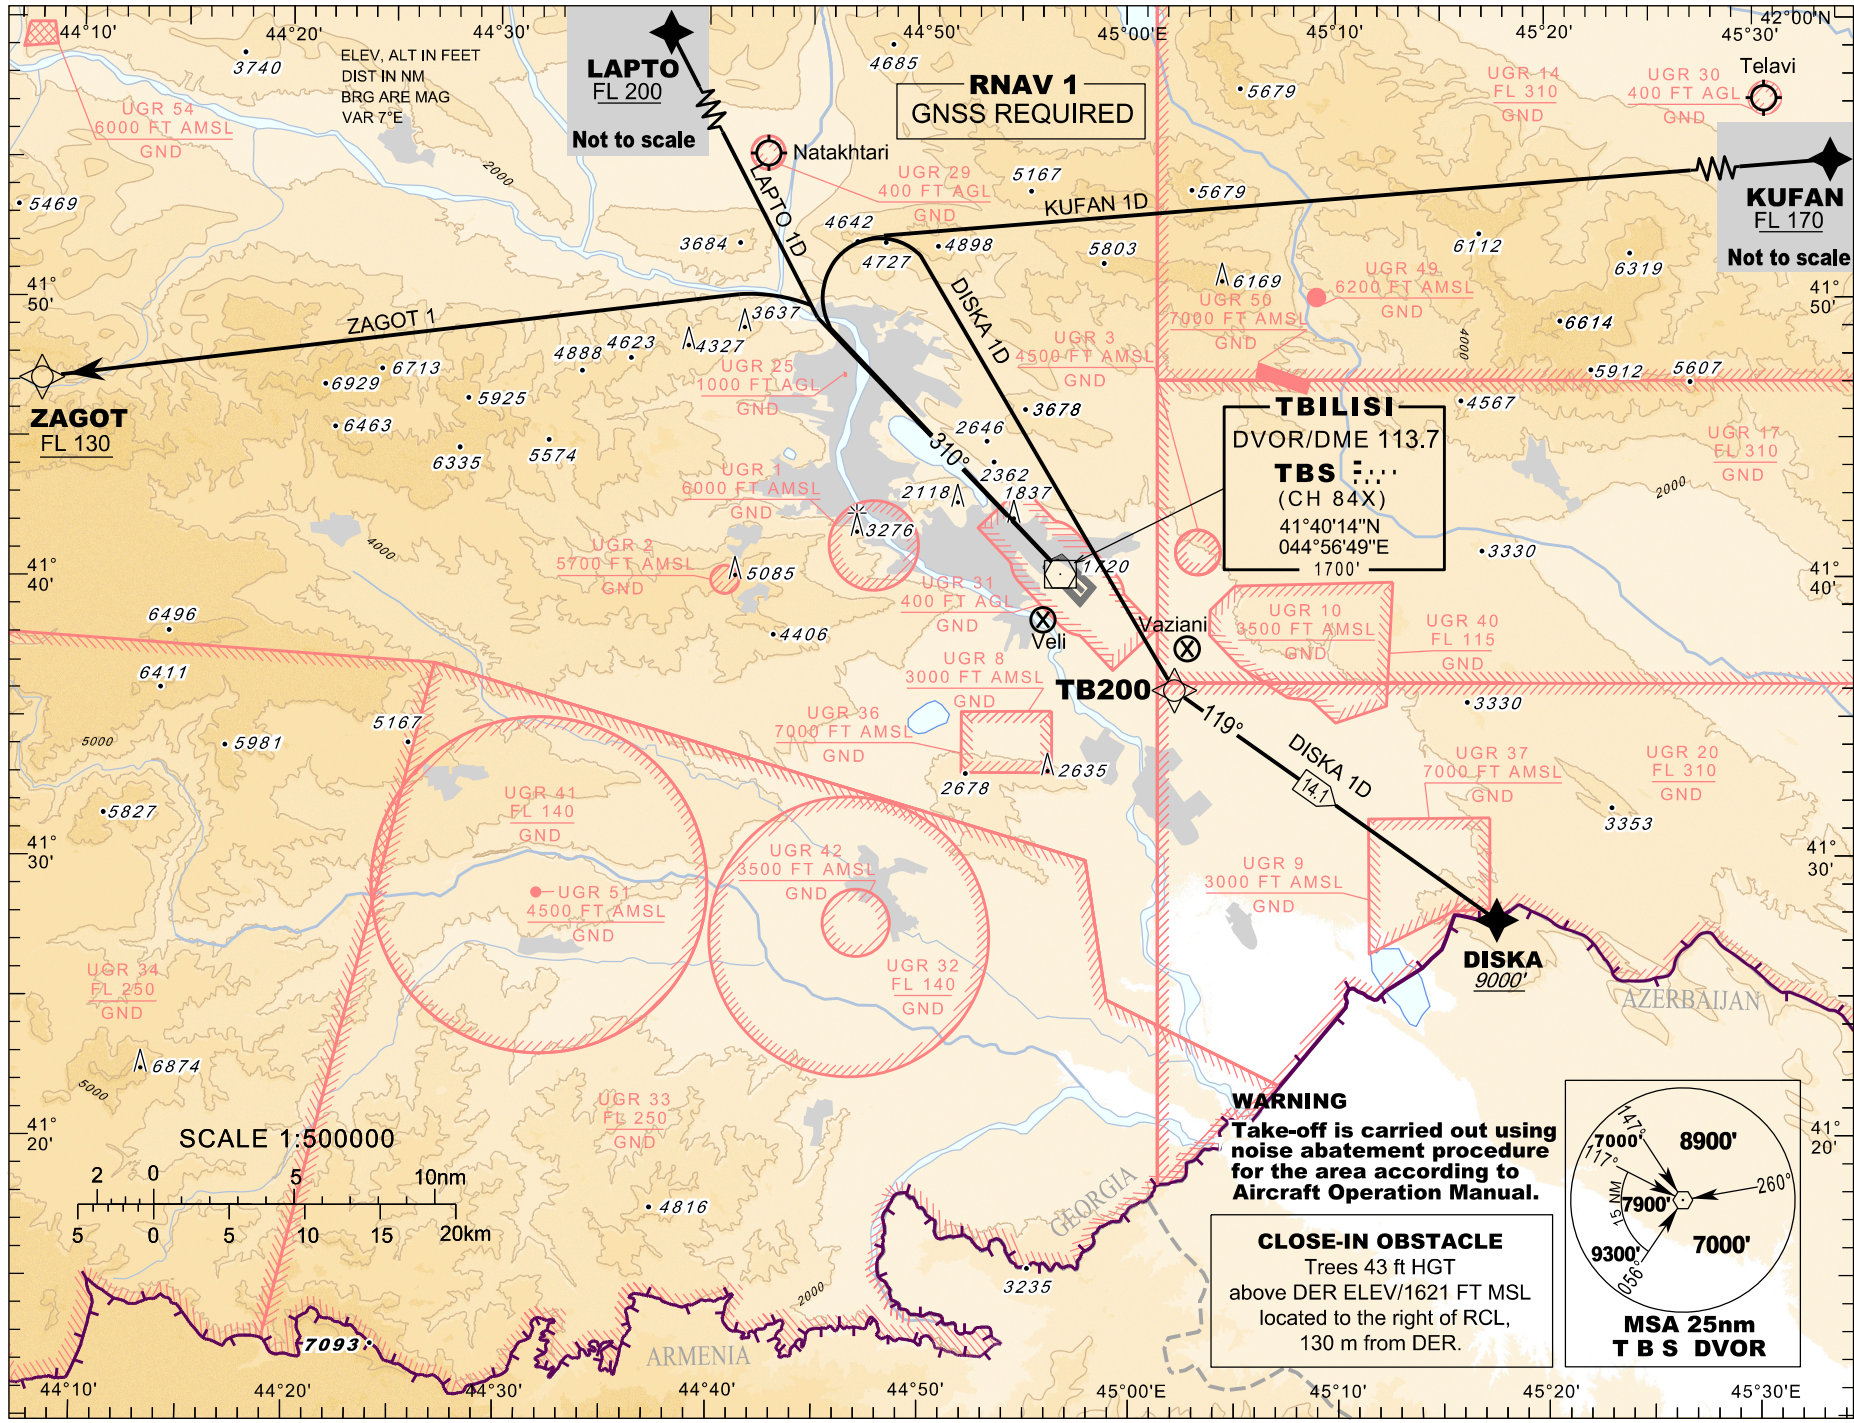 44°10'
44°20'
44°30'
44°50'
45°00'E
45°10'
45°20'
45°30'
42°00'N
ELEV, ALT IN FEET
DIST IN NM
BRG ARE MAG
VAR 7°E
LAPTO
FL 200
Not to scale
RNAV 1
GNSS REQUIRED
3740
4685
5679
UGR 54
6000 FT AMSL
GND
UGR 14
FL 310
GND
UGR 30
400 FT AGL
GND
Telavi
Natakhtari
UGR 29
400 FT AGL
GND
KUFAN
FL 170
Not to scale
2000
5469
LAPTO 1D
5167
5679
KUFAN 1D
3684
4642
4727
4898
5803
6112
6319
6169
UGR 49
6200 FT AMSL
GND
UGR 50
7000 FT AMSL
GND
41°
50'
41°
50'
ZAGOT 1
DISKA 1D
3637
4327
4623
4888
6713
6929
5925
6463
6335
5574
UGR 25
1000 FT AGL
GND
UGR 3
4500 FT AMSL
GND
6614
4000
5912
5607
4567
ZAGOT
FL 130
3678
2646
2362
310°
2118
1837
1720
TBILISI
DVOR/DME 113.7
TBS
(CH 84X)
41°40'14"N
044°56'49"E
1700'
UGR 17
FL 310
GND
2000
UGR 1
6000 FT AMSL
GND
3276
UGR 2
5700 FT AMSL
GND
5085
4000
3330
41°
40'
41°
40'
UGR 31
400 FT AGL
GND
Veli
Vaziani
UGR 10
3500 FT AMSL
GND
UGR 40
FL 115
GND
6496
4406
6411
UGR 8
3000 FT AMSL
GND
TB200
3330
119°
DISKA 1D
14.1
5167
5981
5000
UGR 36
7000 FT AMSL
GND
2678
2635
UGR 37
7000 FT AMSL
GND
UGR 20
FL 310
GND
5827
UGR 41
FL 140
GND
3353
41°
30'
41°
30'
UGR 42
3500 FT AMSL
GND
UGR 51
4500 FT AMSL
GND
UGR 9
3000 FT AMSL
GND
UGR 34
FL 250
GND
UGR 32
FL 140
GND
DISKA
9000'
AZERBAIJAN
6874
5000
UGR 33
FL 250
GND
WARNING
Take-off is carried out using
noise abatement procedure
for the area according to
Aircraft Operation Manual.
41°
20'
41°
20'
SCALE 1:500000
2 0 5 10nm
5 0 5 10 15 20km
4816
GEORGIA
3235
2000
7093
ARMENIA
CLOSE-IN OBSTACLE
Trees 43 ft HGT
above DER ELEV/1621 FT MSL
located to the right of RCL,
130 m from DER.
147°
7000'
117°
8900'
260°
15 NM
7900'
9300'
056°
7000'
MSA 25nm
T B S DVOR
44°10'
44°20'
44°30'
44°40'
44°50'
45°00'E
45°10'
45°20'
45°30'